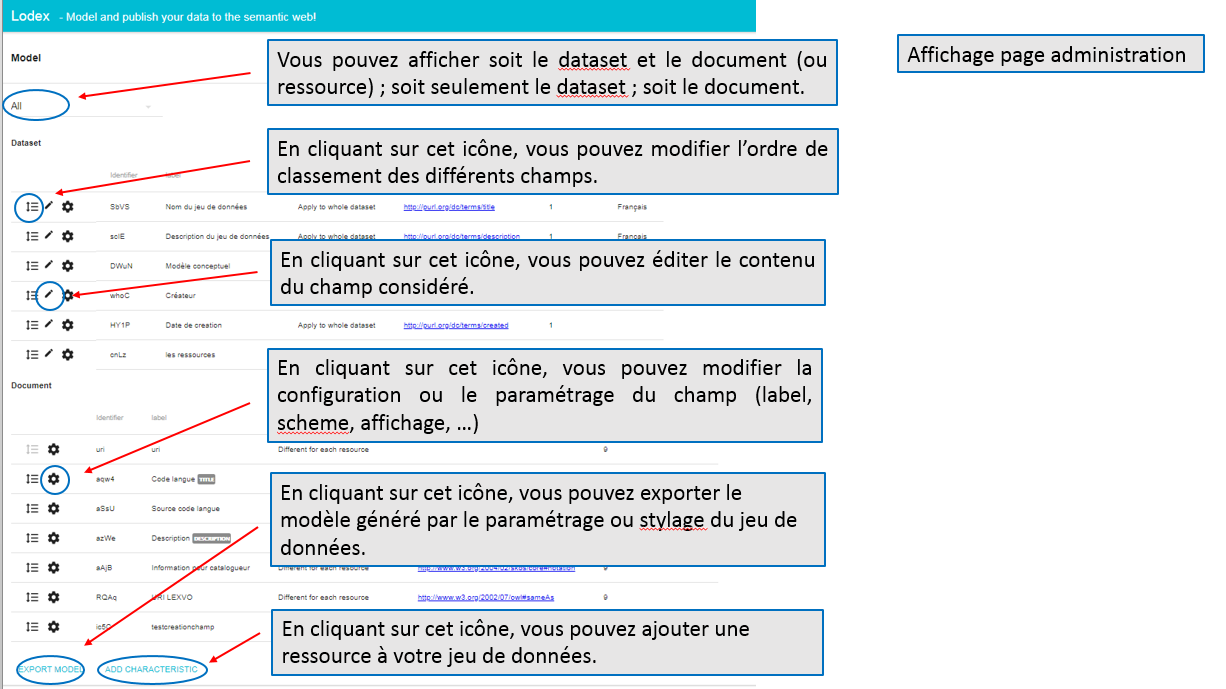 Lodex - Model and publish your data to the semantic web!
Affichage page administration
Model
Vous pouvez afficher soit le dataset et le document (ou
ressource) ; soit seulement le dataset ; soit le document.
All
Dataset
En cliquant sur cet icône, vous pouvez modifier l’ordre de
classement des différents champs.
Identifier label
SbVS Nom du jeu de données Apply to whole dataset http://purl.org/dc/terms/title 1 Français
scIE Description du jeu de données Apply to whole dataset http://purl.org/dc/terms/description 1 Français
En cliquant sur cet icône, vous pouvez éditer le contenu
du champ considéré.
DWuN Modèle conceptuel
whoC Créateur
HY1P Date de creation Apply to whole dataset http://purl.org/dc/terms/created 1
cnLz les ressources
En cliquant sur cet icône, vous pouvez modifier la
configuration ou le paramétrage du champ (label,
scheme, affichage, ...)
Document
Identifier label
uri uri Different for each resource 9
aqw4 Code langue TITLE
En cliquant sur cet icône, vous pouvez exporter le
modèle généré par le paramétrage ou stylage du jeu de
données.
aSsU Source code langue
azWe Description DESCRIPTION
aAjB Information pour catalogueur Different for each resource http://www.w3.org/2004/02/skos/core#notation 9
RQAq URI LEXVO Different for each resource http://www.w3.org/2002/07/owl#sameAs 9
ic5C testcreationchamp
En cliquant sur cet icône, vous pouvez ajouter une
ressource à votre jeu de données.
EXPORT MODEL ADD CHARACTERISTIC